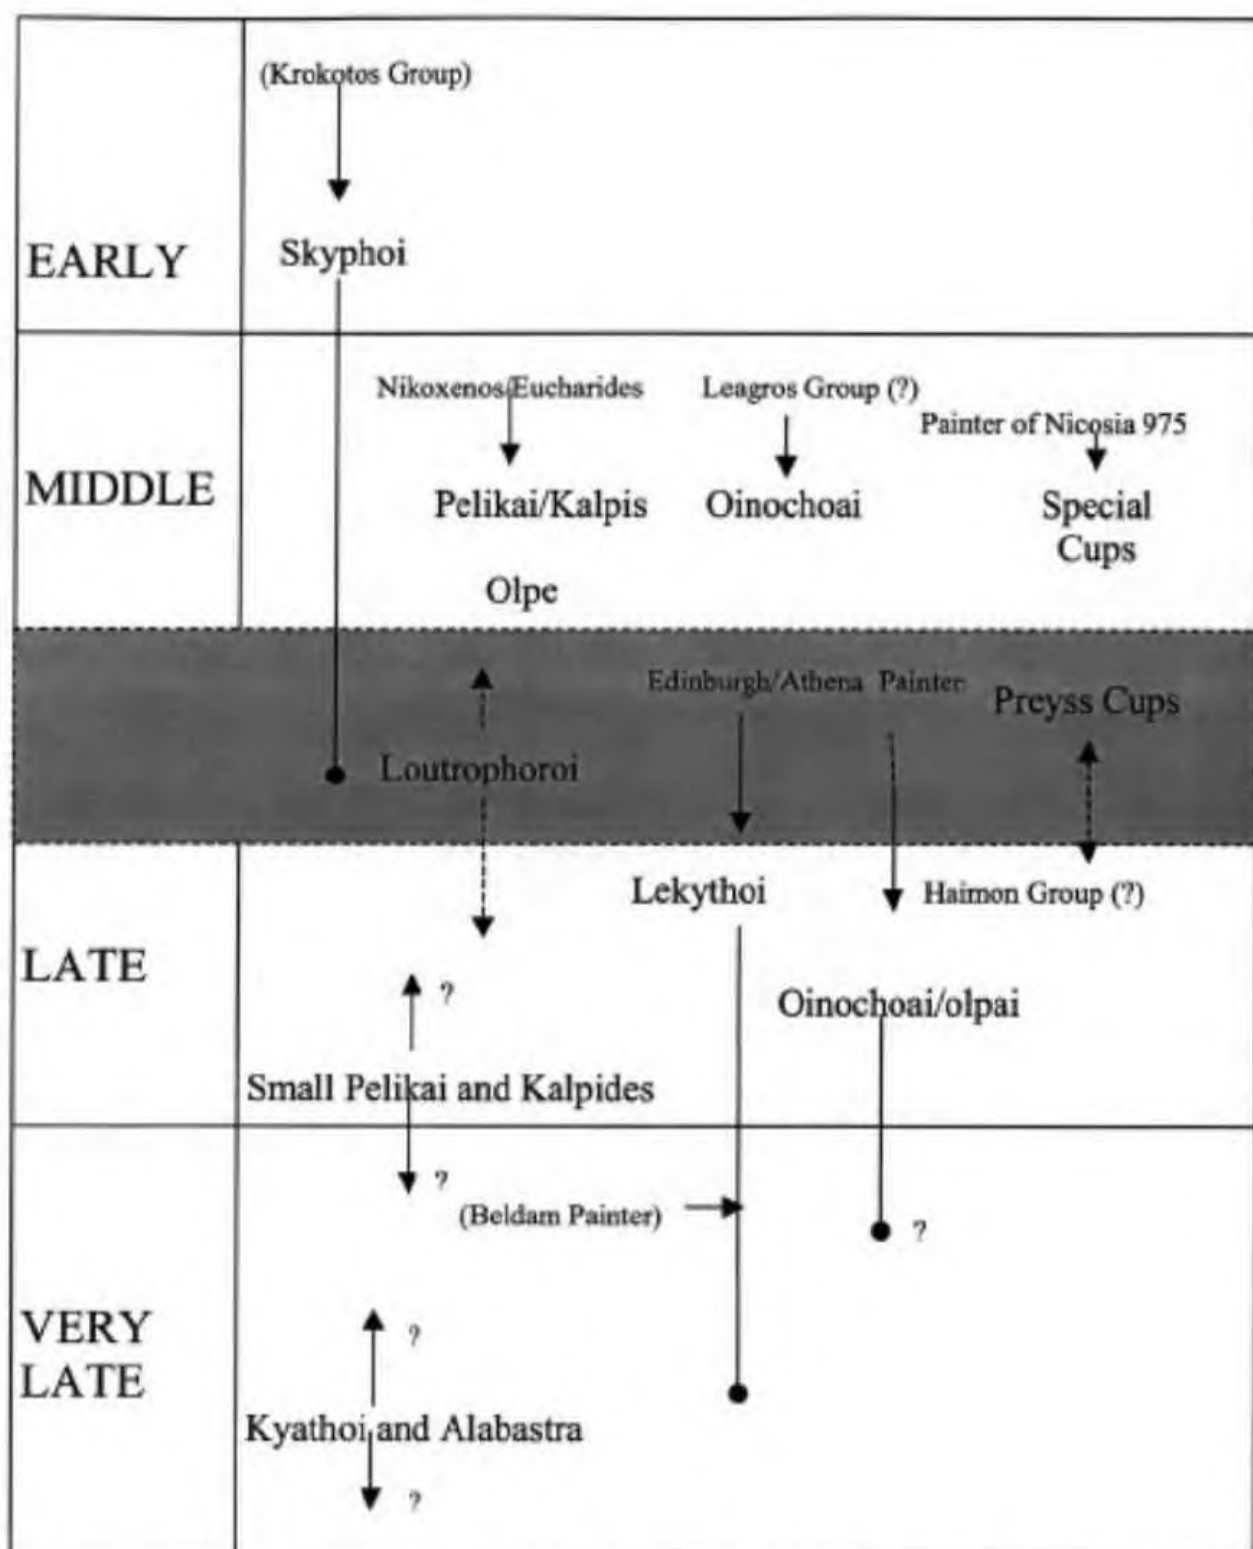 (Krokotos Group)
EARLY
Skyphoi
Nikoxenos/Eucharides
Leagros Group (?)
Painter of Nicosia 975
MIDDLE
Pelikai/Kalpis
Oinochoai
Special
Cups
Olpe
Edinburgh/Athena Painter
Preyss Cups
Loutrophoroi
Lekythoi
Haimon Group (?)
LATE
?
Oinochoai/olpai
Small Pelikai and Kalpides
?
(Beldam Painter)
?
VERY
LATE
?
Kyathoi and Alabastra
?